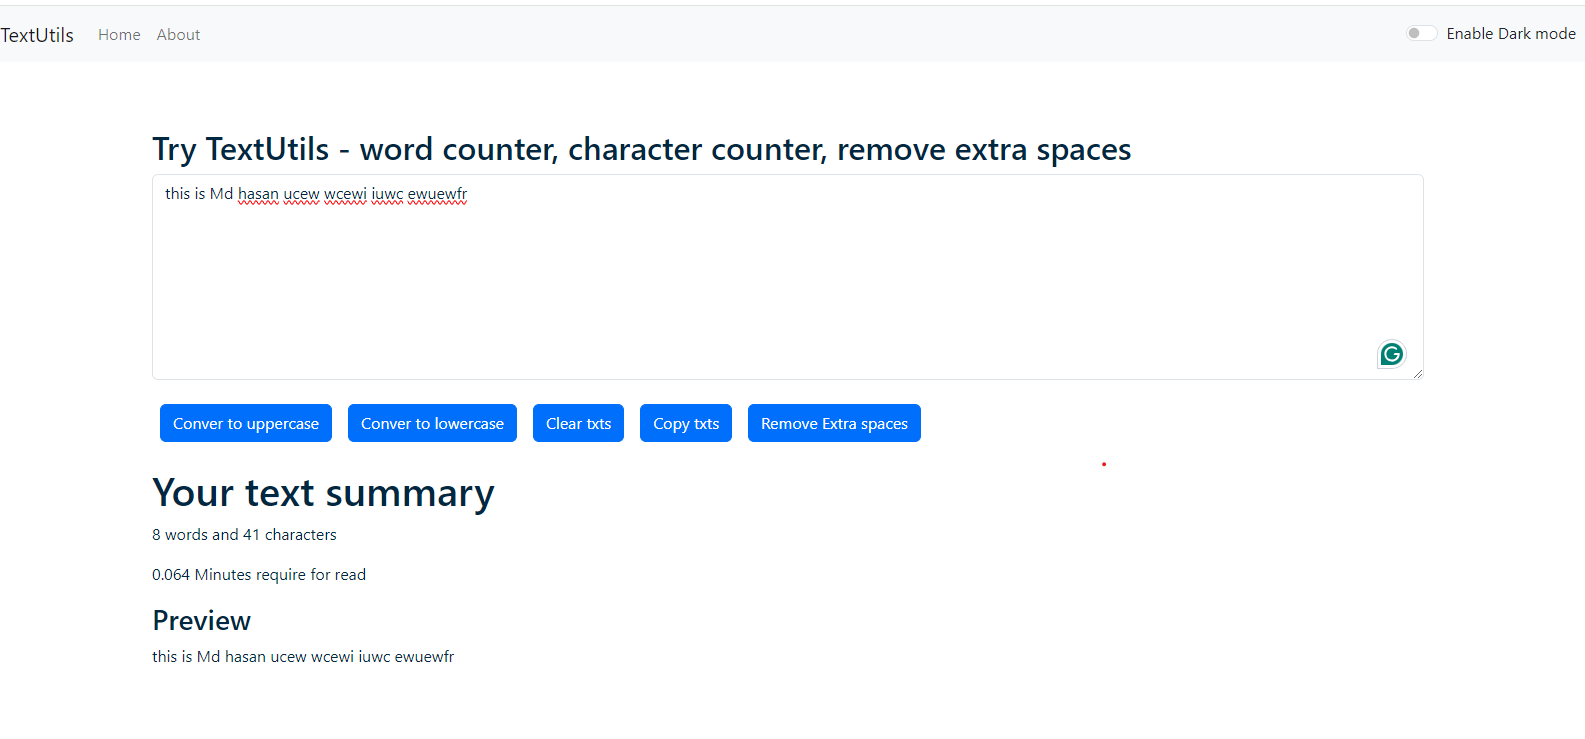 TextUtils Home About Enable Dark mode
Try TextUtils - word counter, character counter, remove extra spaces
this is Md hasan ucew wcewi iuwc ewuewfr
Conver to uppercase Conver to lowercase Clear txts Copy txts Remove Extra spaces
Your text summary
8 words and 41 characters
0.064 Minutes require for read
Preview
this is Md hasan ucew wcewi iuwc ewuewfr